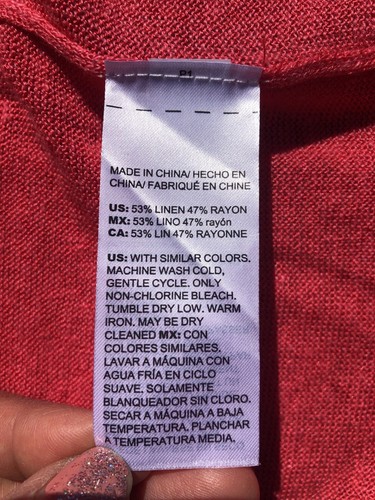 MADE IN CHINA/ HECHO EN
CHINA/ FABRIQUÉ EN CHINE
US: 53% LINEN 47% RAYON
MX: 53% LINO 47% rayón
CA: 53% LIN 47% RAYONNE
US: WITH SIMILAR COLORS.
MACHINE WASH COLD,
GENTLE CYCLE. ONLY
NON-CHLORINE BLEACH.
TUMBLE DRY LOW. WARM
IRON. MAY BE DRY
CLEANED MX: CON
COLORES SIMILARES.
LAVAR A MÁQUINA CON
AGUA FRÍA EN CICLO
SUAVE. SOLAMENTE
BLANQUEADOR SIN CLORO.
SECAR A MÁQUINA A BAJA
TEMPERATURA. PLANCHAR
A TEMPERATURA MEDIA.